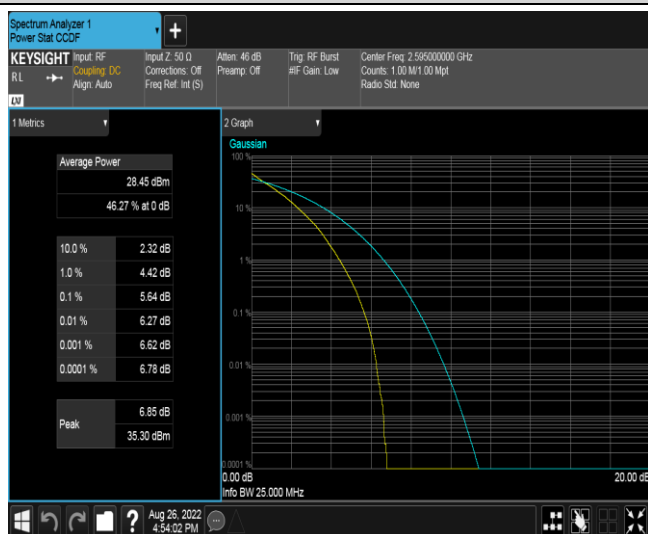 Spectrum Analyzer 1
Power Stat CCDF
KEYSIGHT
RL
LXI
Input: RF
Coupling: DC
Align: Auto
Input Z: 50 Ω
Corrections: Off
Freq Ref: Int (S)
Atten: 46 dB
Preamp: Off
Trig: RF Burst
#IF Gain: Low
Center Freq: 2.595000000 GHz
Counts: 1.00 M/1.00 Mpt
Radio Std: None
1 Metrics
Average Power
28.45 dBm
46.27 % at 0 dB
10.0 % 2.32 dB
1.0 % 4.42 dB
0.1 % 5.64 dB
0.01 % 6.27 dB
0.001 % 6.62 dB
0.0001 % 6.78 dB
Peak
6.85 dB
35.30 dBm
2 Graph
Gaussian
100 %
10 %
1 %
0.1 %
0.01 %
0.001 %
0.0001 %
0.00 dB 20.00 dB
Info BW 25.000 MHz
?
Aug 26, 2022
4:54:02 PM